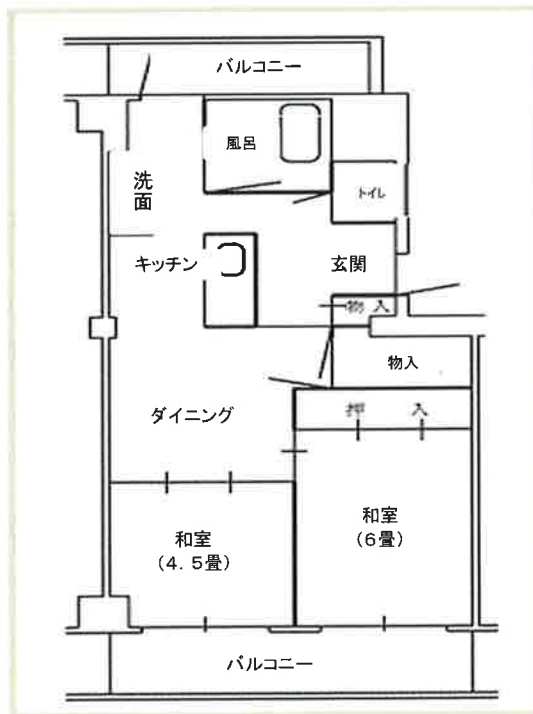 バルコニー
風呂
洗面
トイレ
キッチン
玄関
物 入
物入
ダイニング
押 入
和室
(6畳)
和室
(4.5畳)
バルコニー